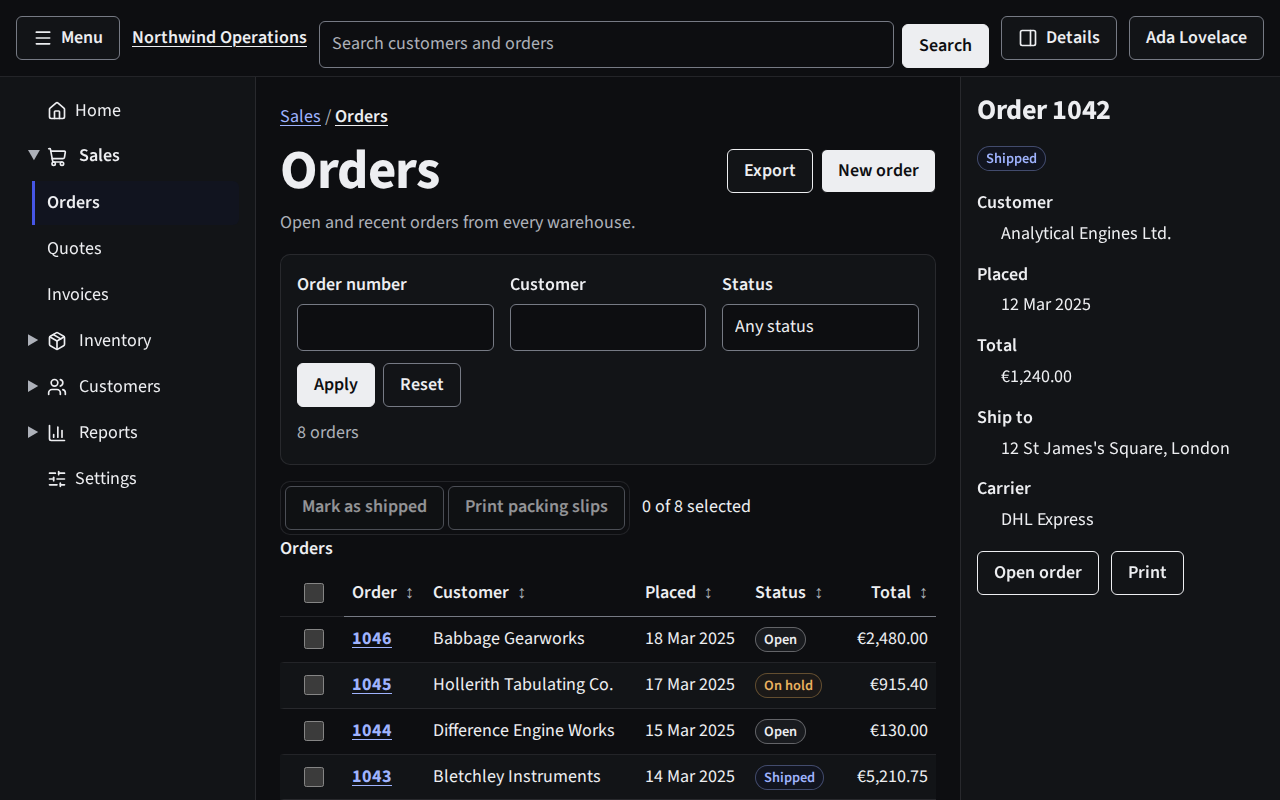 Menu
Northwind Operations
Search customers and orders
Search
Details
Ada Lovelace
Home
Sales
Orders
Quotes
Invoices
Inventory
Customers
Reports
Settings
Sales / Orders
Orders
Export
New order
Open and recent orders from every warehouse.
Order number
Customer
Status
Any status
Apply
Reset
8 orders
Mark as shipped
Print packing slips
0 of 8 selected
Orders
Order ↕ Customer ↕ Placed ↕ Status ↕ Total ↕
1046 Babbage Gearworks 18 Mar 2025 Open €2,480.00
1045 Hollerith Tabulating Co. 17 Mar 2025 On hold €915.40
1044 Difference Engine Works 15 Mar 2025 Open €130.00
1043 Bletchley Instruments 14 Mar 2025 Shipped €5,210.75
Order 1042
Shipped
Customer
Analytical Engines Ltd.
Placed
12 Mar 2025
Total
€1,240.00
Ship to
12 St James's Square, London
Carrier
DHL Express
Open order
Print